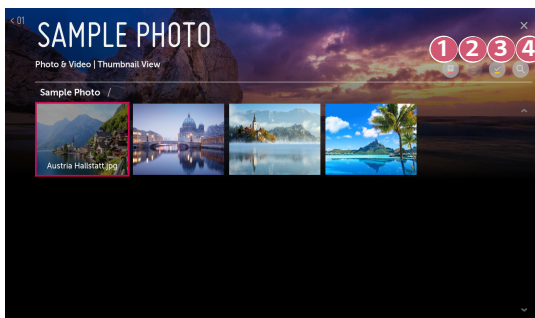 < 01
SAMPLE PHOTO
Photo & Video | Thumbnail View
1 2 3 4
Sample Photo /
Austria Hallstatt.jpg